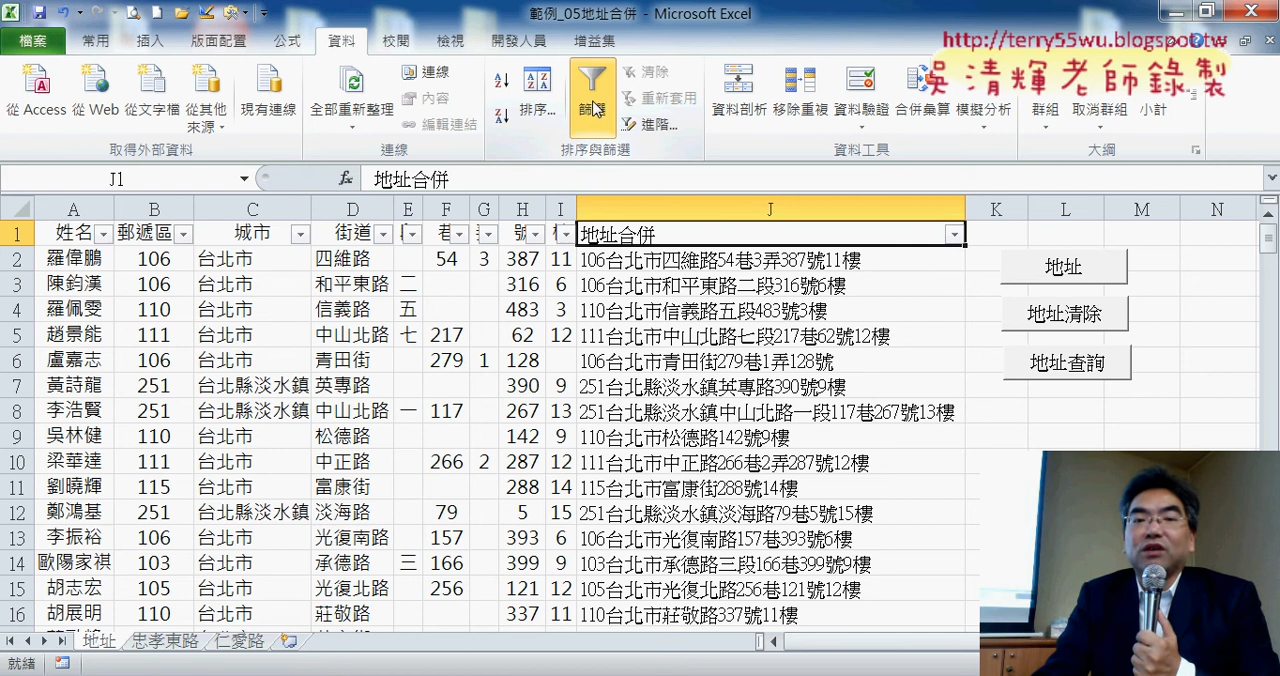 範例_05地址合併 - Microsoft Excel
檔案 常用 插入 版面配置 公式 資料 校閱 檢視 開發人員 增益集
http://terry55wu.blogspot.tw
吳清輝老師錄製
從 Access 從 Web 從文字檔 從其他來源 現有連線 全部重新整理 連線 內容 編輯連結 排序... 篩選 清除 重新套用 進階... 資料剖析 移除重複 資料驗證 合併彙算 模擬分析 群組 取消群組 小計
取得外部資料 連線 排序與篩選 資料工具 大綱
J1 fx 地址合併
A B C D E F G H I J K L M N
1 姓名 郵遞區 城市 街道 巷 號 地址合併
2 羅偉鵬 106 台北市 四維路 54 3 387 11 106台北市四維路54巷3弄387號11樓
3 陳鈞漢 106 台北市 和平東路 二 316 6 106台北市和平東路二段316號6樓
4 羅佩雯 110 台北市 信義路 五 483 3 110台北市信義路五段483號3樓
5 趙景能 111 台北市 中山北路 七 217 62 12 111台北市中山北路七段217巷62號12樓
6 盧嘉志 106 台北市 青田街 279 1 128 106台北市青田街279巷1弄128號
7 黃詩龍 251 台北縣淡水鎮 英專路 390 9 251台北縣淡水鎮英專路390號9樓
8 李浩賢 251 台北縣淡水鎮 中山北路 一 117 267 13 251台北縣淡水鎮中山北路一段117巷267號13樓
9 吳林健 110 台北市 松德路 142 9 110台北市松德路142號9樓
10 梁華達 111 台北市 中正路 266 2 287 12 111台北市中正路266巷2弄287號12樓
11 劉曉輝 115 台北市 富康街 288 14 115台北市富康街288號14樓
12 鄭鴻基 251 台北縣淡水鎮 淡海路 79 5 15 251台北縣淡水鎮淡海路79巷5號15樓
13 李振裕 106 台北市 光復南路 157 393 6 106台北市光復南路157巷393號6樓
14 歐陽家祺 103 台北市 承德路 三 166 399 9 103台北市承德路三段166巷399號9樓
15 胡志宏 105 台北市 光復北路 256 121 12 105台北市光復北路256巷121號12樓
16 胡展明 110 台北市 莊敬路 337 11 110台北市莊敬路337號11樓
地址
地址清除
地址查詢
地址 忠孝東路 仁愛路
就緒